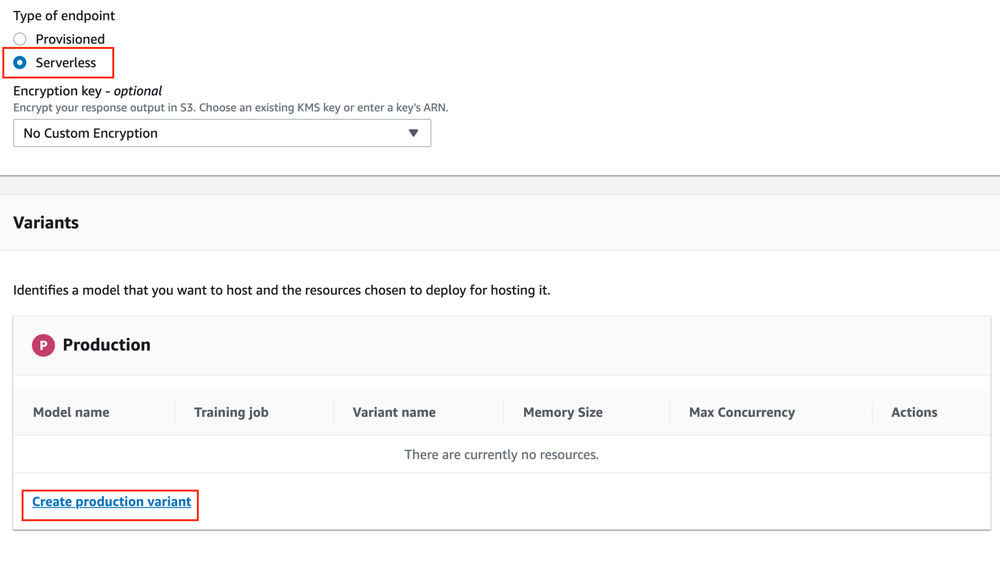 Type of endpoint
Provisioned
Serverless
Encryption key - optional
Encrypt your response output in S3. Choose an existing KMS key or enter a key's ARN.
No Custom Encryption
Variants
Identifies a model that you want to host and the resources chosen to deploy for hosting it.
P Production
Model name Training job Variant name Memory Size Max Concurrency Actions
There are currently no resources.
Create production variant